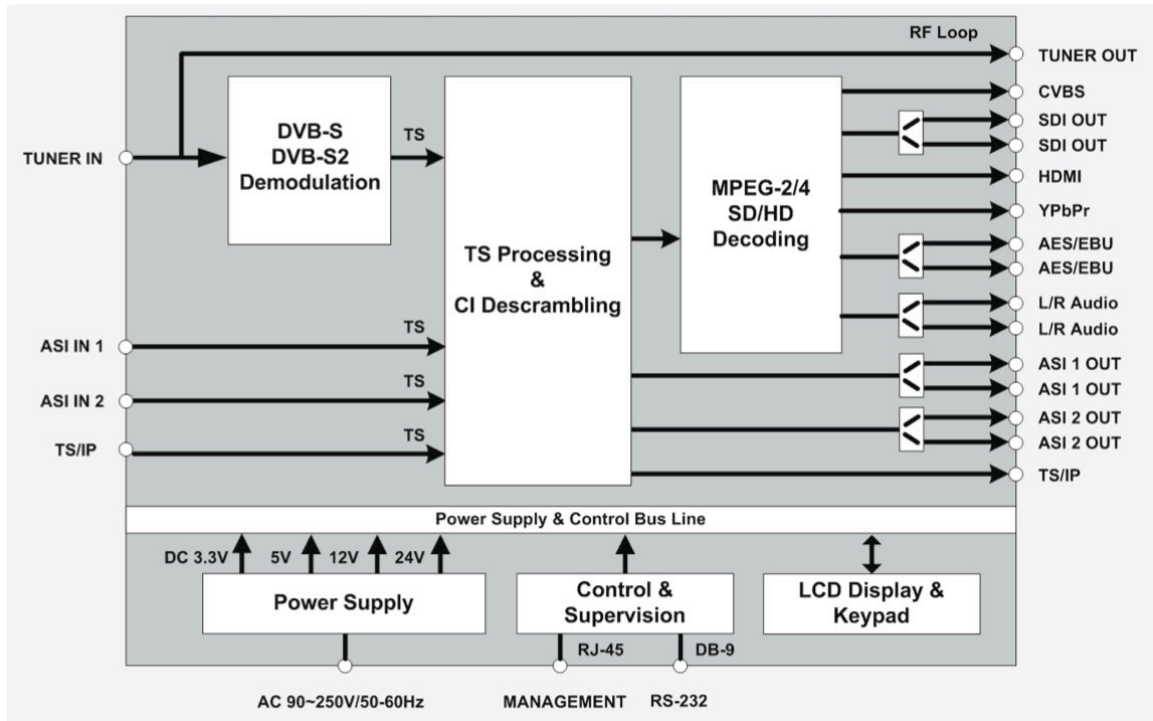 RF Loop
TUNER OUT
CVBS
SDI OUT
SDI OUT
HDMI
YPbPr
AES/EBU
AES/EBU
L/R Audio
L/R Audio
ASI 1 OUT
ASI 1 OUT
ASI 2 OUT
ASI 2 OUT
TS/IP
TUNER IN
DVB-S
DVB-S2
Demodulation
TS
TS Processing
&
CI Descrambling
MPEG-2/4
SD/HD
Decoding
ASI IN 1
TS
ASI IN 2
TS
TS/IP
TS
Power Supply & Control Bus Line
DC 3.3V
5V
12V
24V
Power Supply
Control &
Supervision
LCD Display &
Keypad
RJ-45
DB-9
AC 90~250V/50-60Hz
MANAGEMENT
RS-232